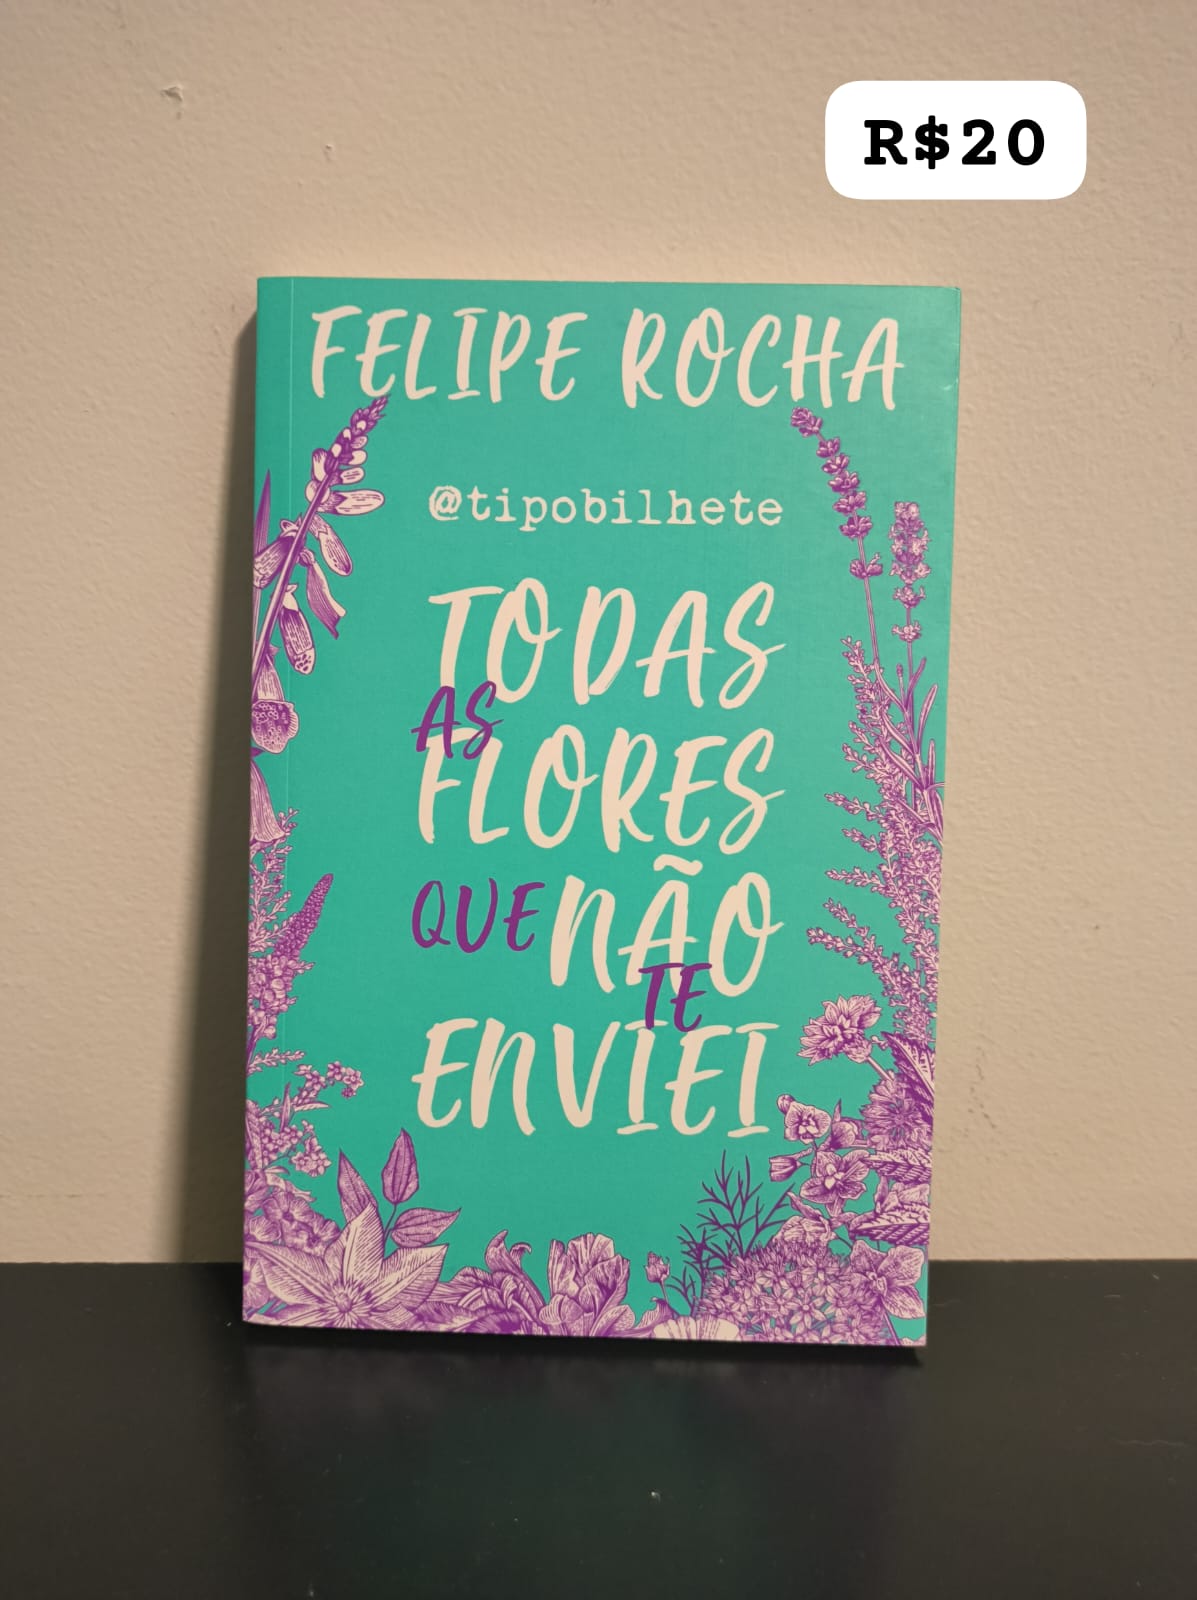 R$20
FELIPE ROCHA
@tipobilhete
TODAS
AS
FLORES
QUE NÃO
TE
ENVIEI